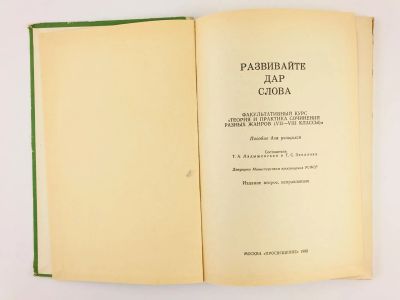 РАЗВИВАЙТЕ
ДАР
СЛОВА
ФАКУЛЬТАТИВНЫЙ КУРС
«ТЕОРИЯ И ПРАКТИКА СОЧИНЕНИЙ
РАЗНЫХ ЖАНРОВ (VII—VIII КЛАССЫ)»
Пособие для учащихся
Составители
Т. А. Ладыженская и Т. С. Зепалова
Допущено Министерством просвещения РСФСР
Издание второе, исправленное
МОСКВА «ПРОСВЕЩЕНИЕ»